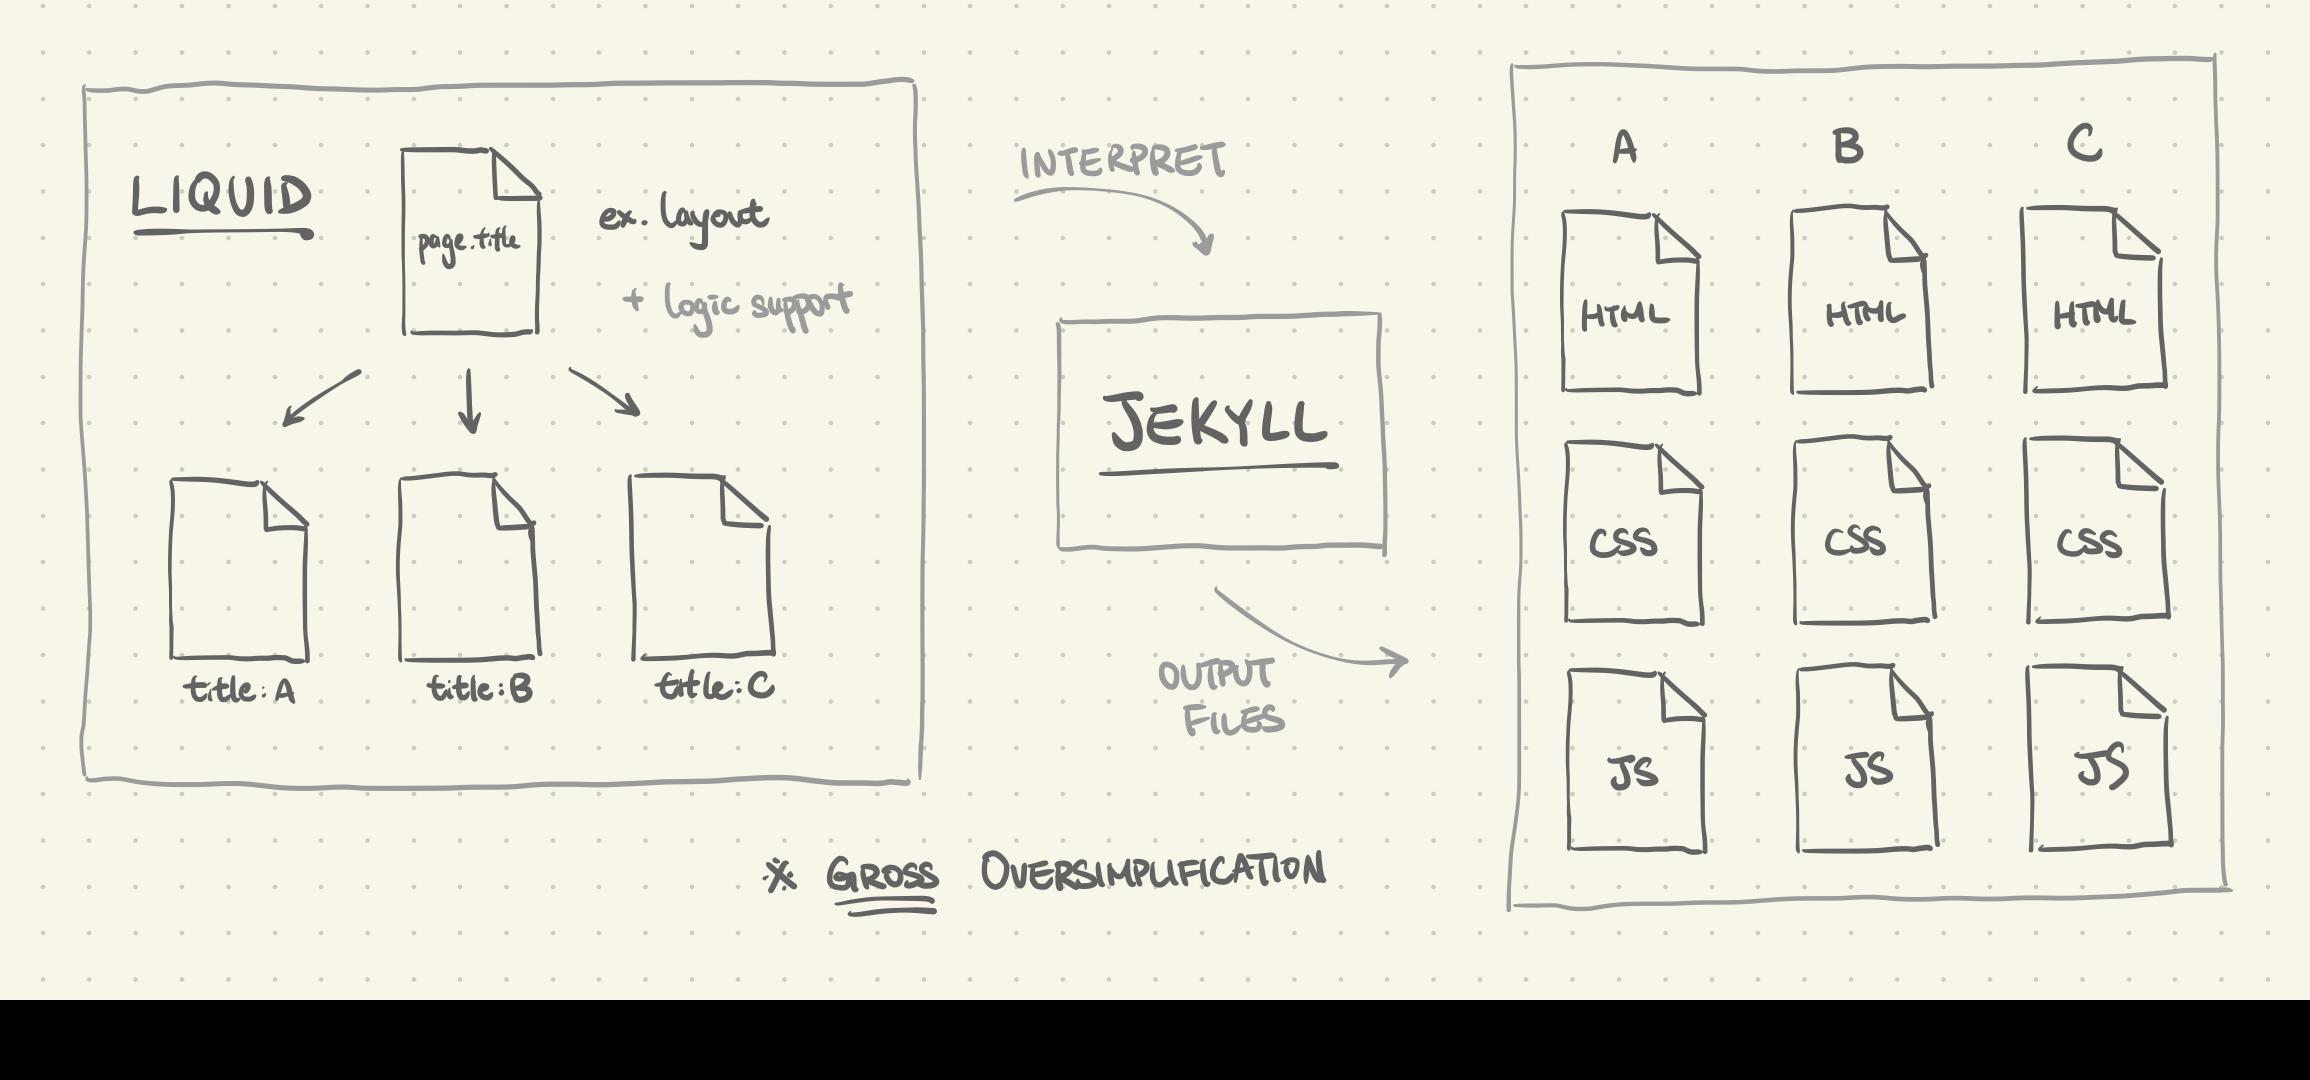 LIQUID
page.title
ex. layout
+ logic support
title: A
title: B
title: C
INTERPRET
JEKYLL
OUTPUT
FILES
A B C
HTML HTML HTML
CSS CSS CSS
JS JS JS
※ GROSS OVERSIMPLIFICATION